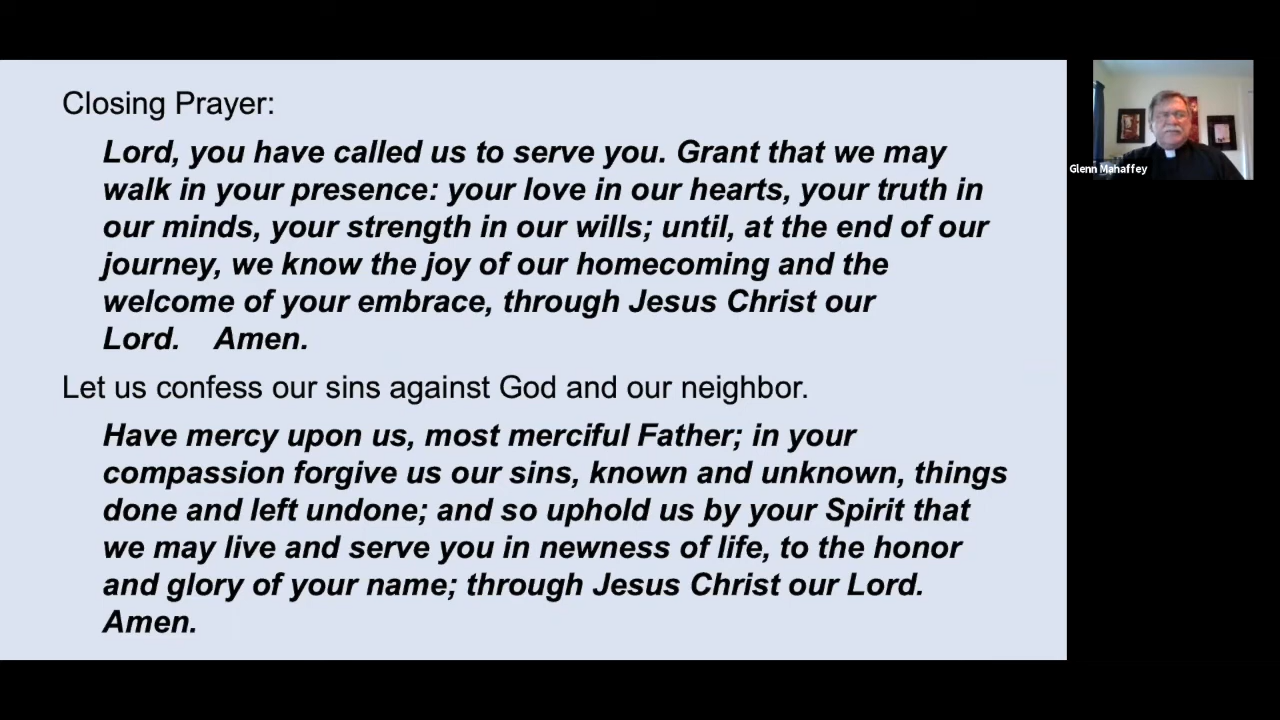 Closing Prayer:
Lord, you have called us to serve you. Grant that we may
walk in your presence: your love in our hearts, your truth in
our minds, your strength in our wills; until, at the end of our
journey, we know the joy of our homecoming and the
welcome of your embrace, through Jesus Christ our
Lord. Amen.
Let us confess our sins against God and our neighbor.
Have mercy upon us, most merciful Father; in your
compassion forgive us our sins, known and unknown, things
done and left undone; and so uphold us by your Spirit that
we may live and serve you in newness of life, to the honor
and glory of your name; through Jesus Christ our Lord.
Amen.
Glenn Mahaffey